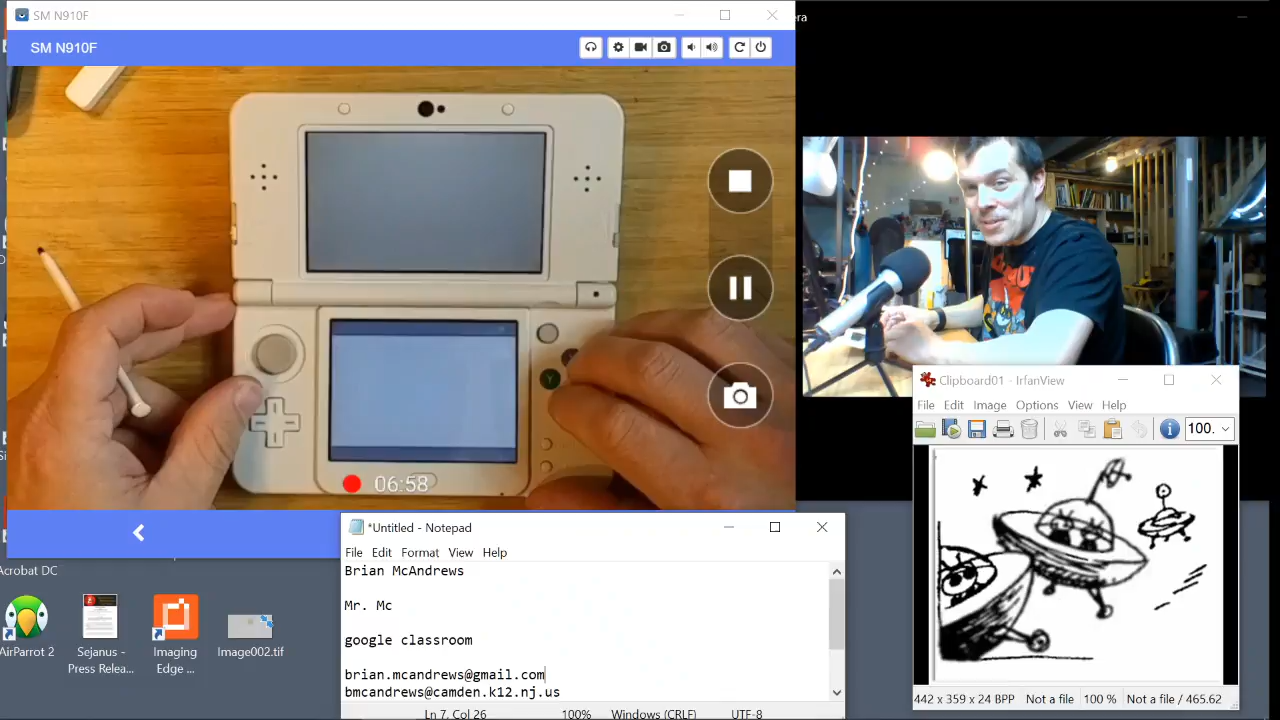 SM N910F
SM N910F
era
06:58
Y
Clipboard01 - IrfanView
File Edit Image Options View Help
100.
442 x 359 x 24 BPP Not a file 100 % Not a file / 465.62
*Untitled - Notepad
File Edit Format View Help
Brian McAndrews
Mr. Mc
google classroom
brian.mcandrews@gmail.com
bmcandrews@camden.k12.nj.us
Ln 7, Col 26 100% Windows (CRLF) UTF-8
Acrobat DC
AirParrot 2
Sejanus -
Press Relea...
Imaging
Edge ...
Image002.tif